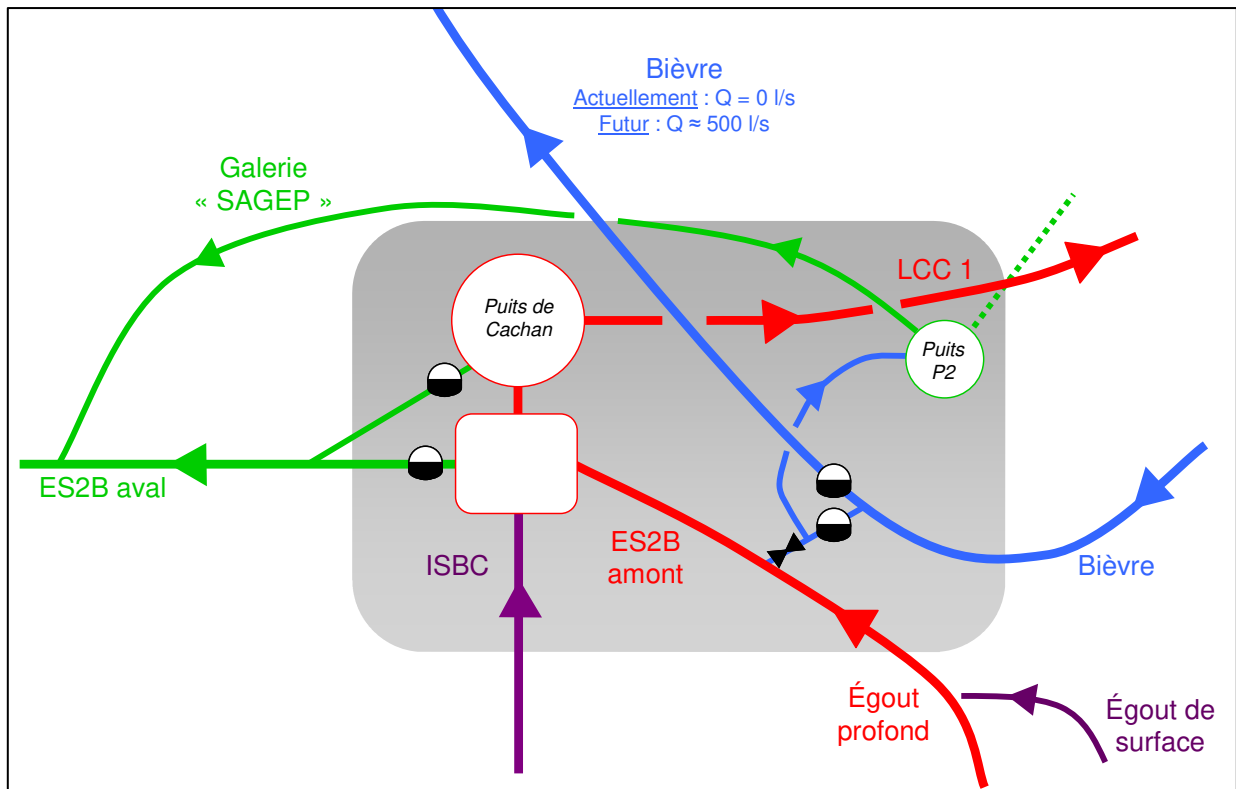 Bièvre
Actuellement : Q = 0 l/s
Futur : Q ≈ 500 l/s
Galerie
« SAGEP »
LCC 1
Puits de
Cachan
Puits
P2
ES2B aval
ISBC
ES2B
amont
Bièvre
Égout
profond
Égout de
surface